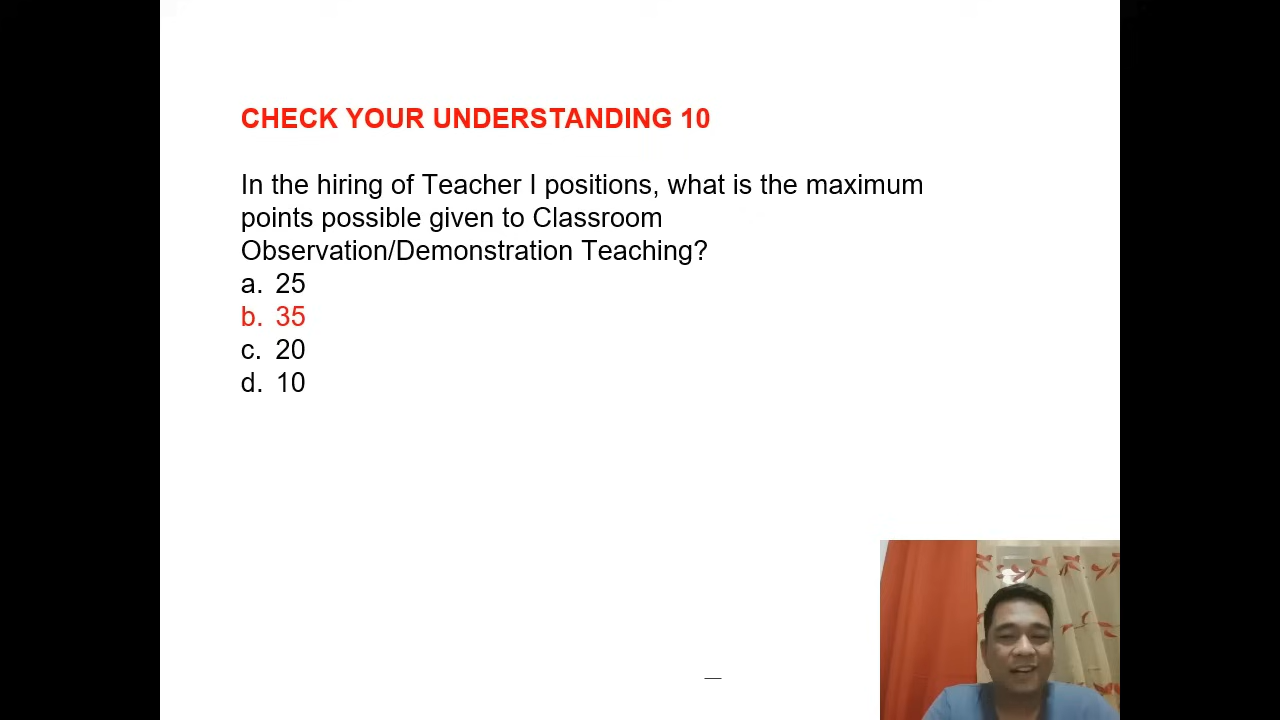 CHECK YOUR UNDERSTANDING 10
In the hiring of Teacher I positions, what is the maximum
points possible given to Classroom
Observation/Demonstration Teaching?
a. 25
b. 35
c. 20
d. 10